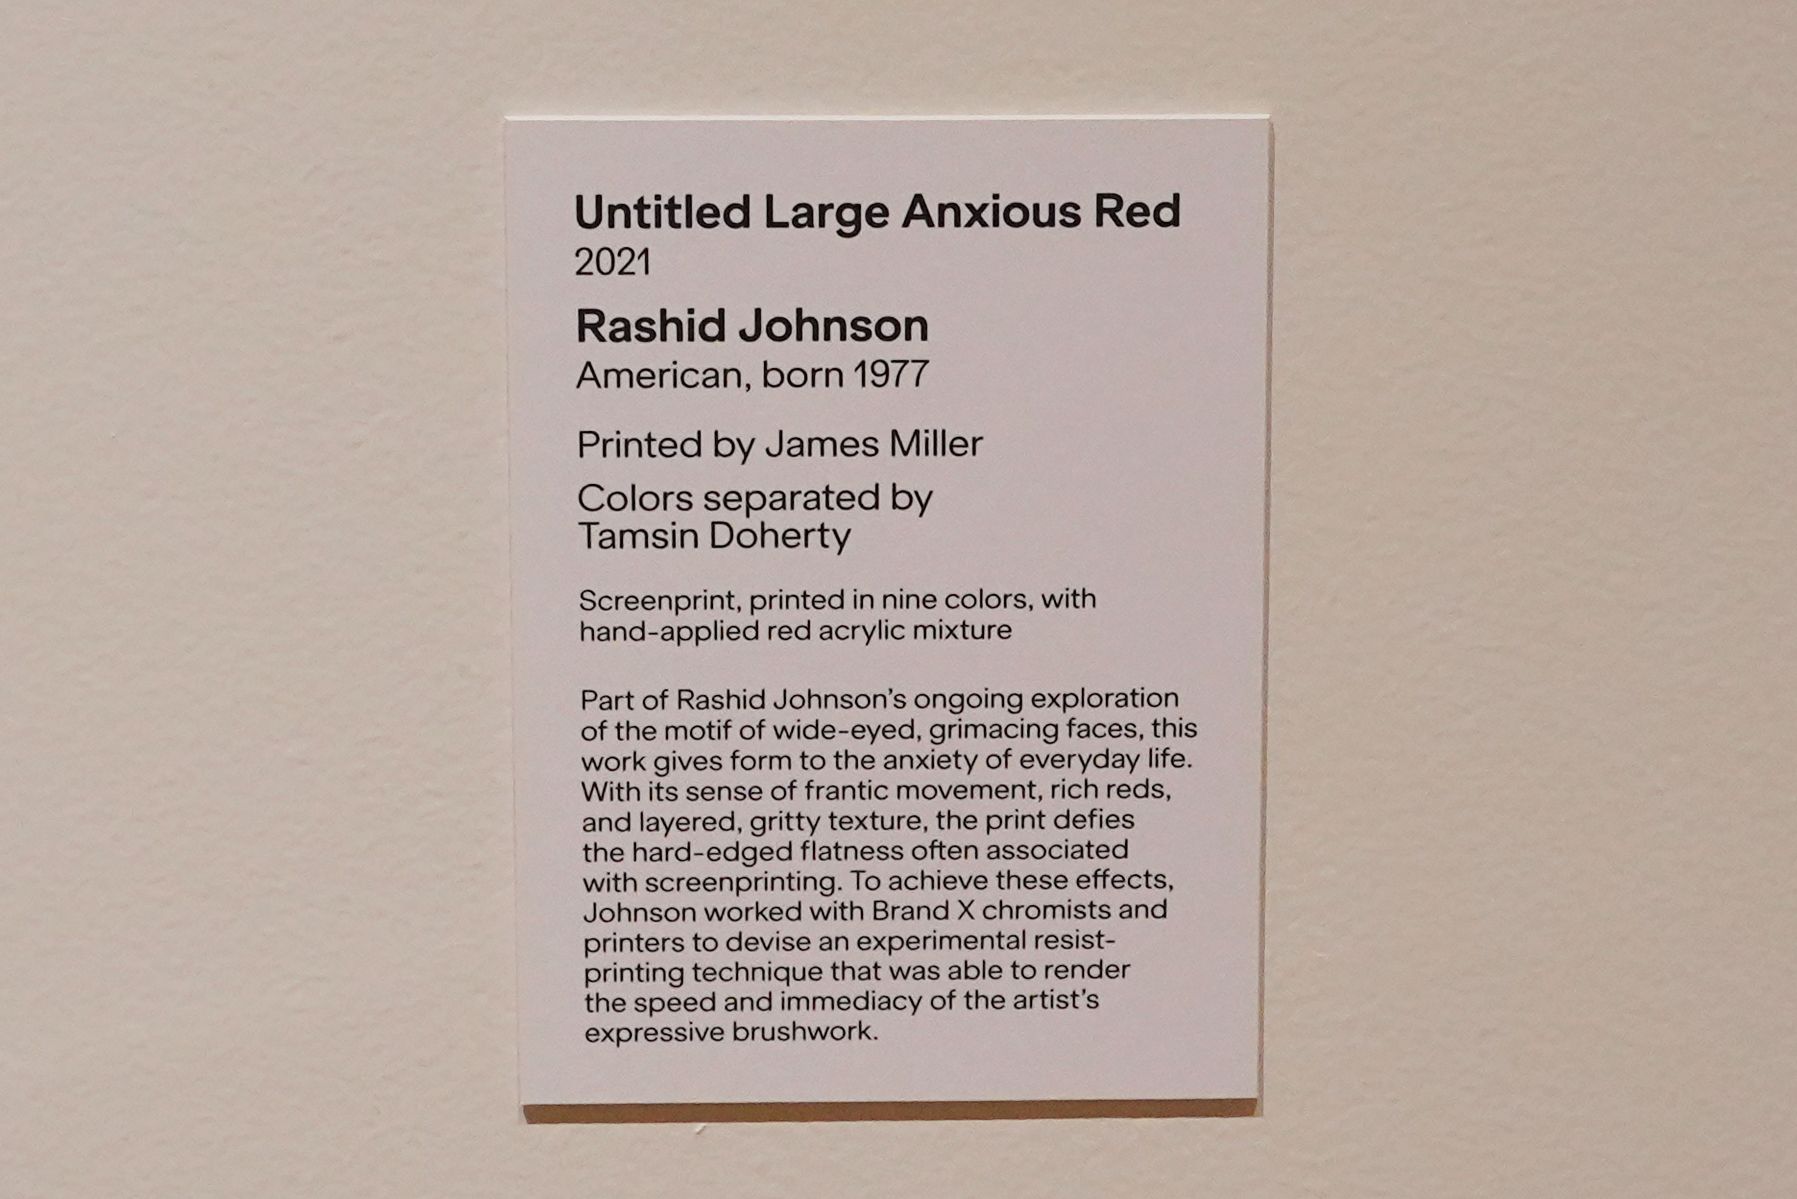 Untitled Large Anxious Red
2021
Rashid Johnson
American, born 1977
Printed by James Miller
Colors separated by
Tamsin Doherty
Screenprint, printed in nine colors, with
hand-applied red acrylic mixture
Part of Rashid Johnson's ongoing exploration
of the motif of wide-eyed, grimacing faces, this
work gives form to the anxiety of everyday life.
With its sense of frantic movement, rich reds,
and layered, gritty texture, the print defies
the hard-edged flatness often associated
with screenprinting. To achieve these effects,
Johnson worked with Brand X chromists and
printers to devise an experimental resist-
printing technique that was able to render
the speed and immediacy of the artist's
expressive brushwork.